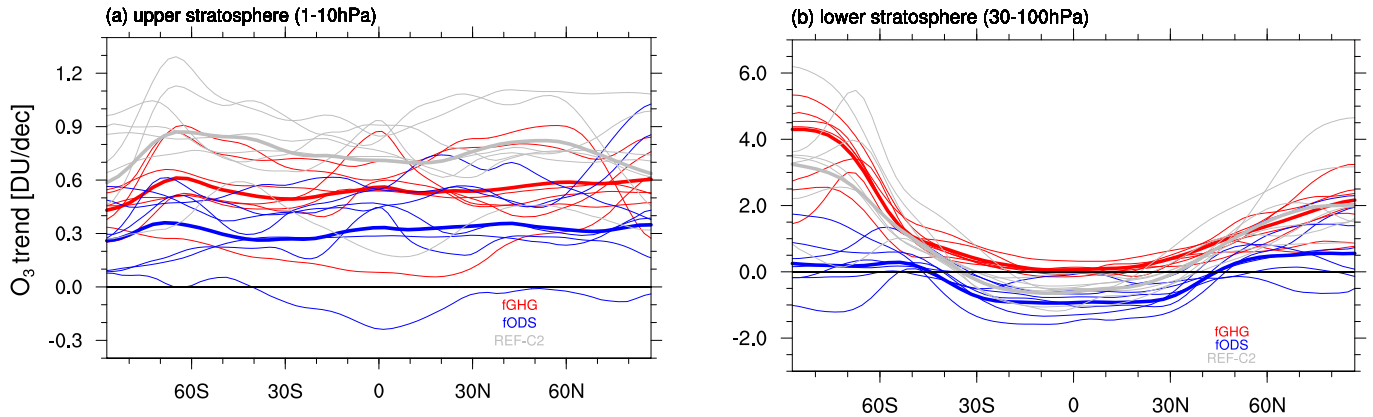 (a) upper stratosphere (1-10hPa)
O3 trend [DU/dec]
1.2
0.9
0.6
0.3
0.0
-0.3
60S 30S 0 30N 60N
fGHG
fODS
REF-C2
(b) lower stratosphere (30-100hPa)
6.0
4.0
2.0
0.0
-2.0
60S 30S 0 30N 60N
fGHG
fODS
REF-C2